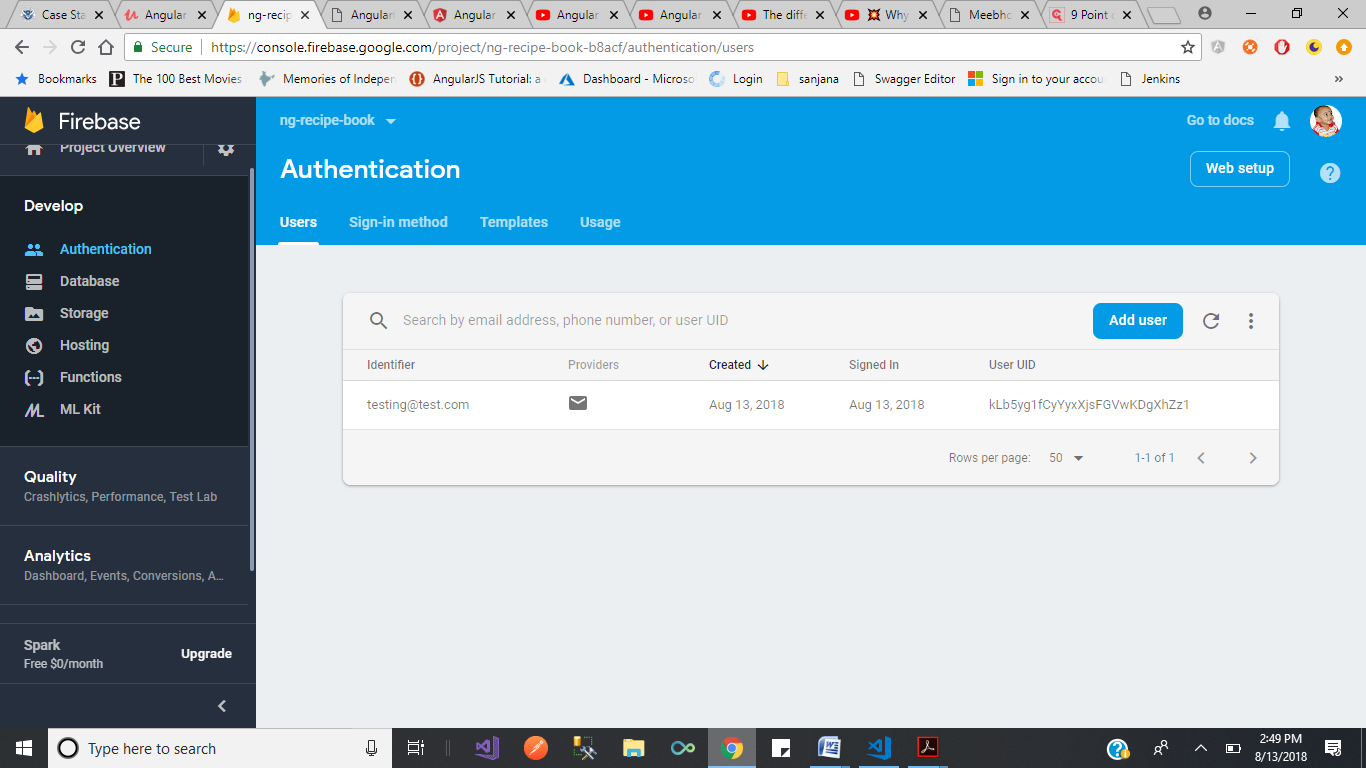 Case Sta
Angular
ng-recip
Angular
Angular
Angular
Angular
The diffe
Why
Meebho
9 Point
Secure
https://console.firebase.google.com/project/ng-recipe-book-b8acf/authentication/users
Bookmarks
The 100 Best Movies
Memories of Indepen
AngularJS Tutorial: a
Dashboard - Microso
Login
sanjana
Swagger Editor
Sign in to your accou
Jenkins
»
Firebase
Project Overview
Develop
Authentication
Database
Storage
Hosting
Functions
ML Kit
Quality
Crashlytics, Performance, Test Lab
Analytics
Dashboard, Events, Conversions, A...
Spark
Free $0/month
Upgrade
ng-recipe-book
Go to docs
Authentication
Web setup
Users
Sign-in method
Templates
Usage
Search by email address, phone number, or user UID
Add user
Identifier
Providers
Created
Signed In
User UID
testing@test.com
Aug 13, 2018
Aug 13, 2018
kLb5yg1fCyYyxXjsFGVwKDgXhZz1
Rows per page:
50
1-1 of 1
Type here to search
2:49 PM
8/13/2018